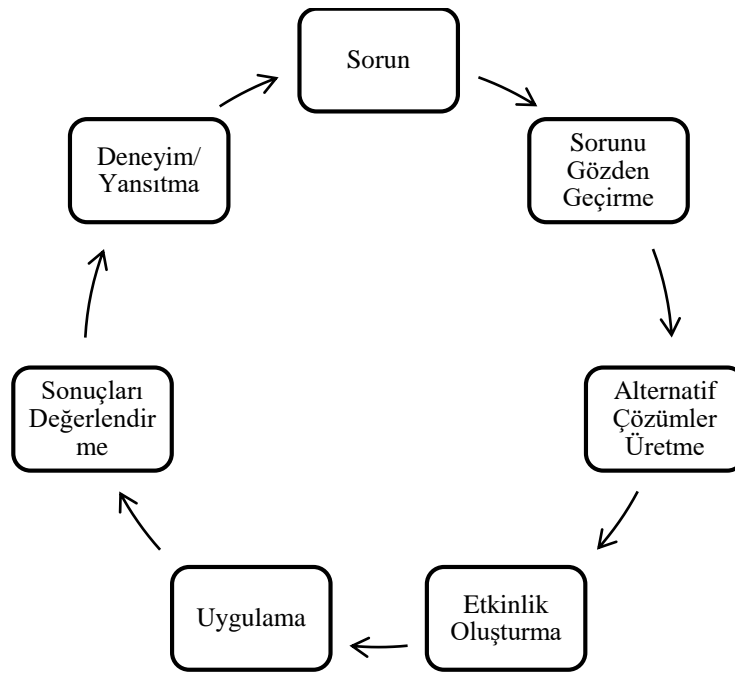 Sorun
Sorunu
Gözden
Geçirme
Alternatif
Çözümler
Üretme
Etkinlik
Oluşturma
Uygulama
Sonuçları
Değerlendir
me
Deneyim/
Yansıtma